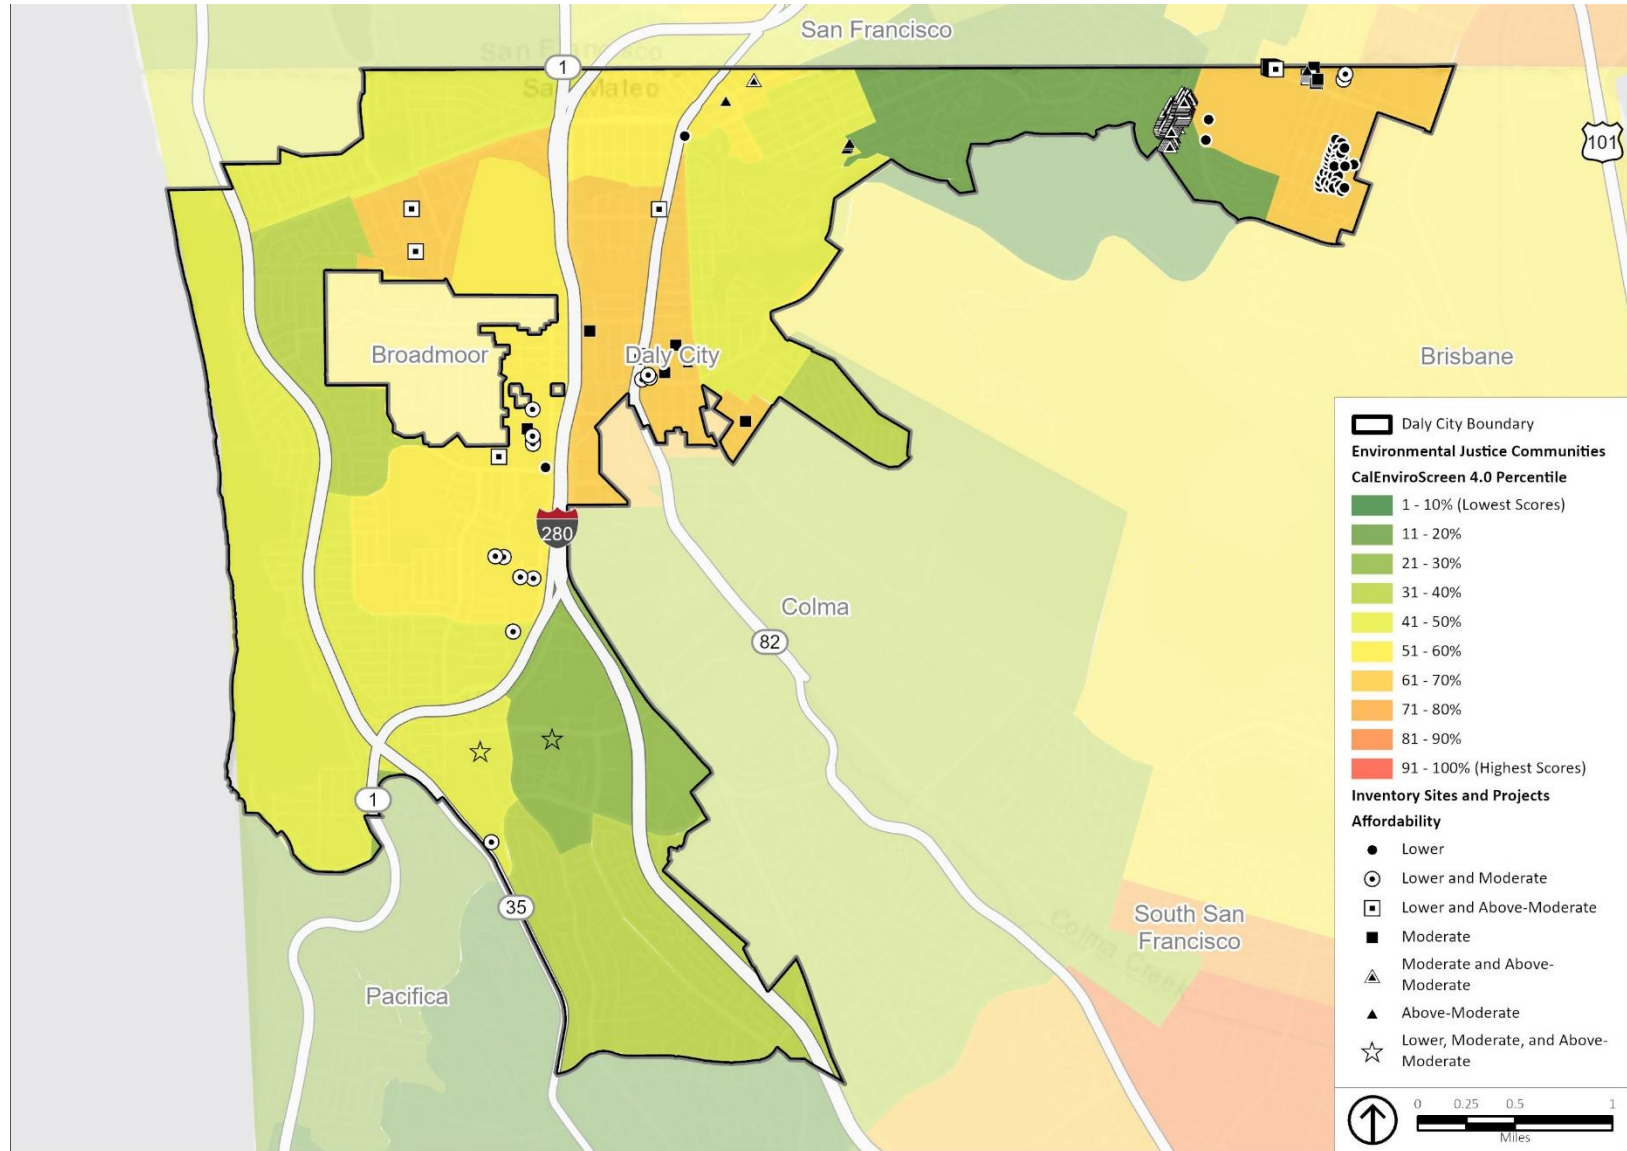 San Francisco
San Francisco
San Mateo
1
101
Broadmoor
Daly City
Brisbane
280
Colma
82
1
35
South San
Francisco
Colma Creek
Pacifica
Daly City Boundary
Environmental Justice Communities
CalEnviroScreen 4.0 Percentile
1 - 10% (Lowest Scores)
11 - 20%
21 - 30%
31 - 40%
41 - 50%
51 - 60%
61 - 70%
71 - 80%
81 - 90%
91 - 100% (Highest Scores)
Inventory Sites and Projects
Affordability
Lower
Lower and Moderate
Lower and Above-Moderate
Moderate
Moderate and Above-
Moderate
Above-Moderate
Lower, Moderate, and Above-
Moderate
0 0.25 0.5 1
Miles